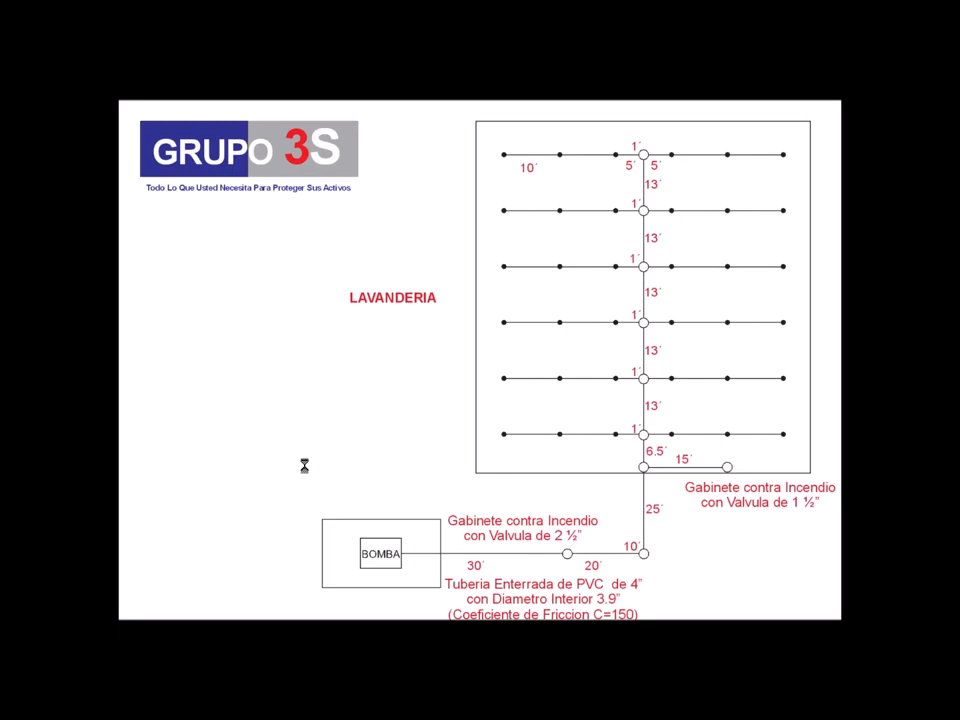 GRUPO 3S
Todo Lo Que Usted Necesita Para Proteger Sus Activos
1´
10´
5´ 5´
13´
1´
13´
1´
13´
LAVANDERIA
1´
13´
1´
13´
1´
6.5´
15´
Gabinete contra Incendio
con Valvula de 1 ½”
25´
Gabinete contra Incendio
con Valvula de 2 ½”
10´
BOMBA
30´
20´
Tuberia Enterrada de PVC de 4”
con Diametro Interior 3.9”
(Coeficiente de Friccion C=150)